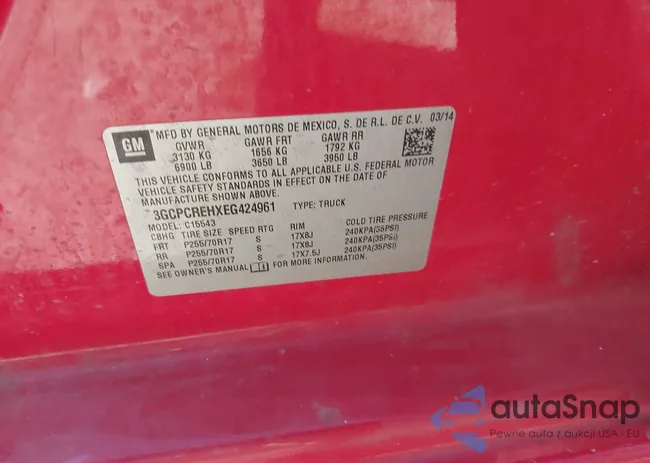 GM
MFD BY GENERAL MOTORS DE MEXICO, S. DE R.L. DE C.V. 03/14
GVWR GAWR FRT GAWR RR
3130 KG 1656 KG 1792 KG
6900 LB 3650 LB 3950 LB
THIS VEHICLE CONFORMS TO ALL APPLICABLE U.S. FEDERAL MOTOR
VEHICLE SAFETY STANDARDS IN EFFECT ON THE DATE OF
MANUFACTURE SHOWN ABOVE.
3GCPCREHXEG424961 TYPE: TRUCK
MODEL: C15543
CBHG TIRE SIZE SPEED RTG RIM COLD TIRE PRESSURE
FRT P255/70R17 S 17X8J 240KPA(35PSI)
RR P255/70R17 S 17X8J 240KPA(35PSI)
SPA P255/70R17 S 17X7.5J 240KPA(35PSI)
SEE OWNER'S MANUAL FOR MORE INFORMATION.
autaSnap
Pewne auta z aukcji USA - EU